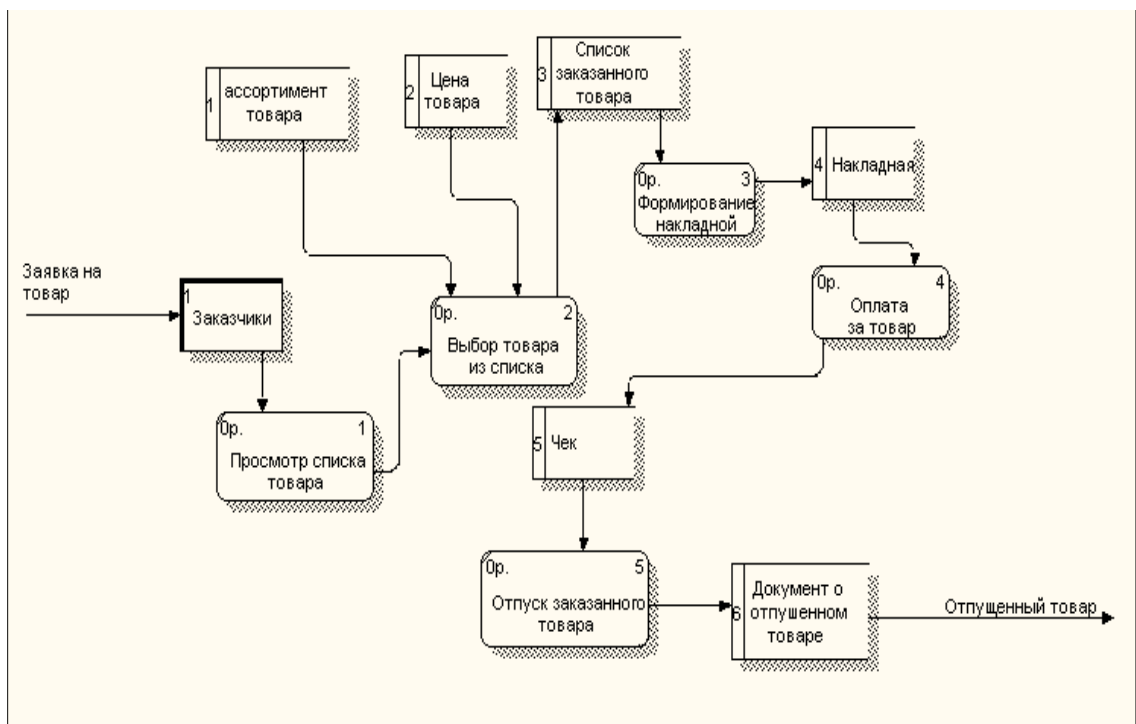 1
ассортимент
товара
2
Цена
товара
3
Список
заказанного
товара
0р. 3
Формирование
накладной
4
Накладная
Заявка на
товар
1
Заказчики
0р. 2
Выбор товара
из списка
0р. 4
Оплата
за товар
0р. 1
Просмотр списка
товара
5
Чек
0р. 5
Отпуск заказанного
товара
6
Документ о
отпушенном
товаре
Отпущенный товар